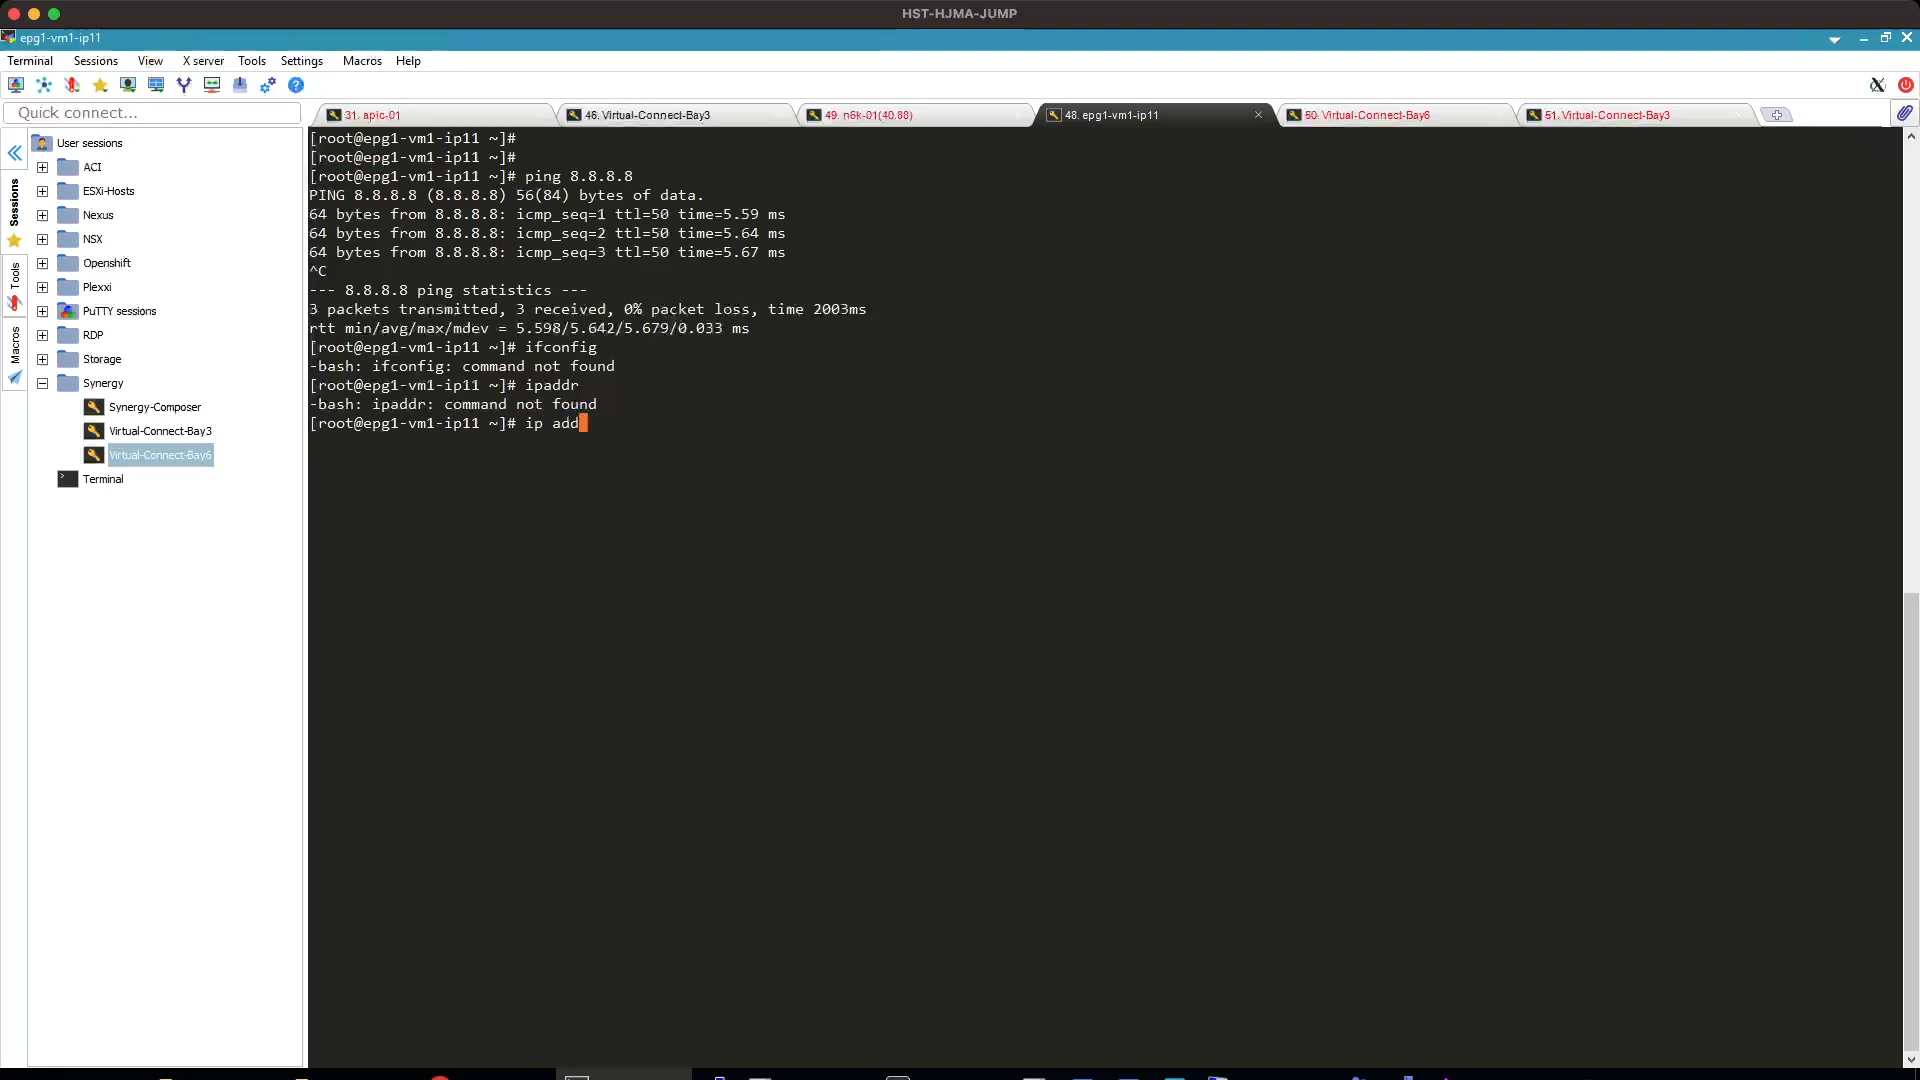 HST-HJMA-JUMP
epg1-vm1-ip11
Terminal Sessions View X server Tools Settings Macros Help
Quick connect...
31. apic-01
46. Virtual-Connect-Bay3
49. n6k-01(40.88)
48. epg1-vm1-ip11
50. Virtual-Connect-Bay6
51. Virtual-Connect-Bay3
Sessions
Tools
Macros
User sessions
ACI
ESXi-Hosts
Nexus
NSX
Openshift
Plexxi
PuTTY sessions
RDP
Storage
Synergy
Synergy-Composer
Virtual-Connect-Bay3
Virtual-Connect-Bay6
Terminal
[root@epg1-vm1-ip11 ~]#
[root@epg1-vm1-ip11 ~]#
[root@epg1-vm1-ip11 ~]# ping 8.8.8.8
PING 8.8.8.8 (8.8.8.8) 56(84) bytes of data.
64 bytes from 8.8.8.8: icmp_seq=1 ttl=50 time=5.59 ms
64 bytes from 8.8.8.8: icmp_seq=2 ttl=50 time=5.64 ms
64 bytes from 8.8.8.8: icmp_seq=3 ttl=50 time=5.67 ms
^C
--- 8.8.8.8 ping statistics ---
3 packets transmitted, 3 received, 0% packet loss, time 2003ms
rtt min/avg/max/mdev = 5.598/5.642/5.679/0.033 ms
[root@epg1-vm1-ip11 ~]# ifconfig
-bash: ifconfig: command not found
[root@epg1-vm1-ip11 ~]# ipaddr
-bash: ipaddr: command not found
[root@epg1-vm1-ip11 ~]# ip add